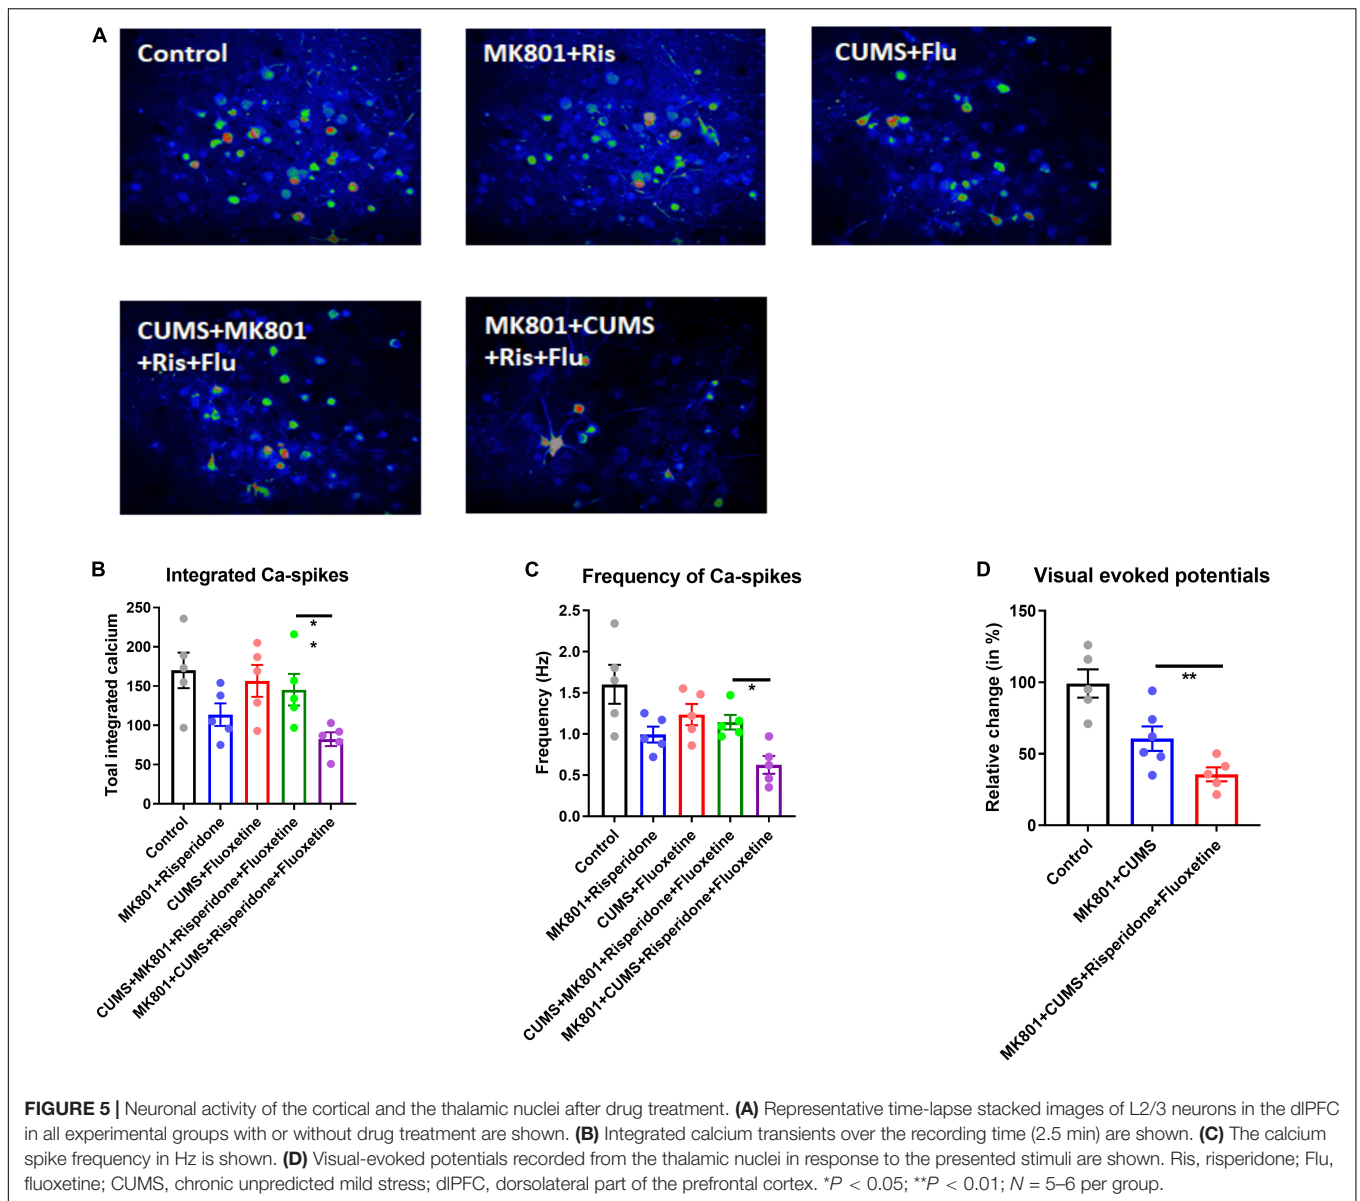 A
Control
MK801+Ris
CUMS+Flu
CUMS+MK801
+Ris+Flu
MK801+CUMS
+Ris+Flu
B
Integrated Ca-spikes
Toal integrated calcium
250
200
150
100
50
0
*
*
Control
MK801+Risperidone
CUMS+Fluoxetine
CUMS+MK801+Risperidone+Fluoxetine
MK801+CUMS+Risperidone+Fluoxetine
C
Frequency of Ca-spikes
Frequency (Hz)
2.5
2.0
1.5
1.0
0.5
0.0
*
Control
MK801+Risperidone
CUMS+Fluoxetine
CUMS+MK801+Risperidone+Fluoxetine
MK801+CUMS+Risperidone+Fluoxetine
D
Visual evoked potentials
Relative change (in %)
150
100
50
0
**
Control
MK801+CUMS
MK801+CUMS+Risperidone+Fluoxetine
FIGURE 5 | Neuronal activity of the cortical and the thalamic nuclei after drug treatment. (A) Representative time-lapse stacked images of L2/3 neurons in the dlPFC
in all experimental groups with or without drug treatment are shown. (B) Integrated calcium transients over the recording time (2.5 min) are shown. (C) The calcium
spike frequency in Hz is shown. (D) Visual-evoked potentials recorded from the thalamic nuclei in response to the presented stimuli are shown. Ris, risperidone; Flu,
fluoxetine; CUMS, chronic unpredicted mild stress; dlPFC, dorsolateral part of the prefrontal cortex. *P < 0.05; **P < 0.01; N = 5–6 per group.